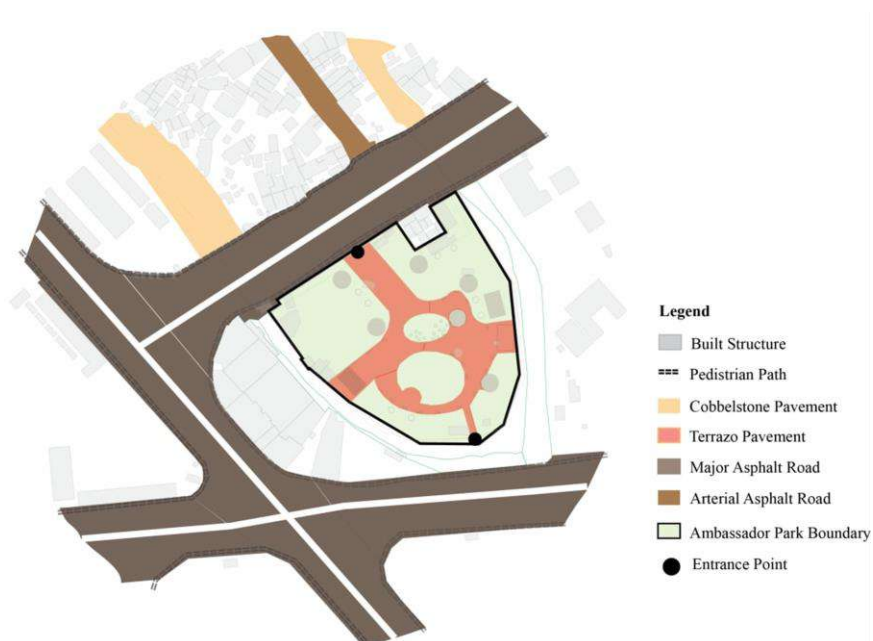 Legend
Built Structure
Pedistrian Path
Cobbelstone Pavement
Terrazo Pavement
Major Asphalt Road
Arterial Asphalt Road
Ambassador Park Boundary
Entrance Point